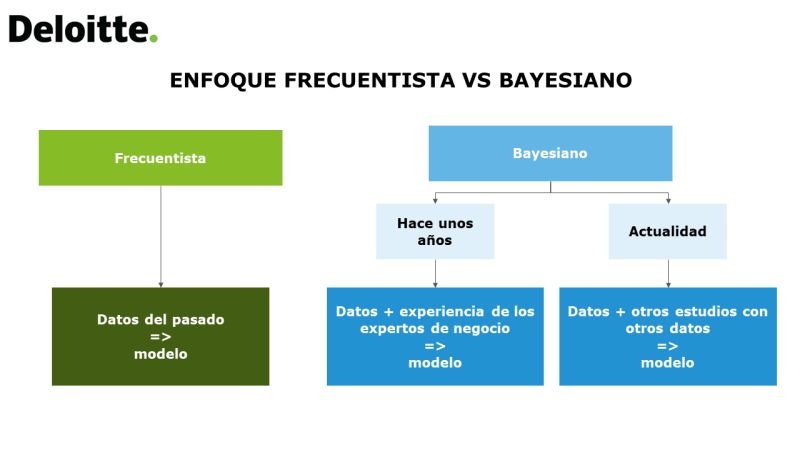 Deloitte.
ENFOQUE FRECUENTISTA VS BAYESIANO
Frecuentista
Bayesiano
Hace unos
años
Actualidad
Datos del pasado
=>
modelo
Datos + experiencia de los
expertos de negocio
=>
modelo
Datos + otros estudios con
otros datos
=>
modelo